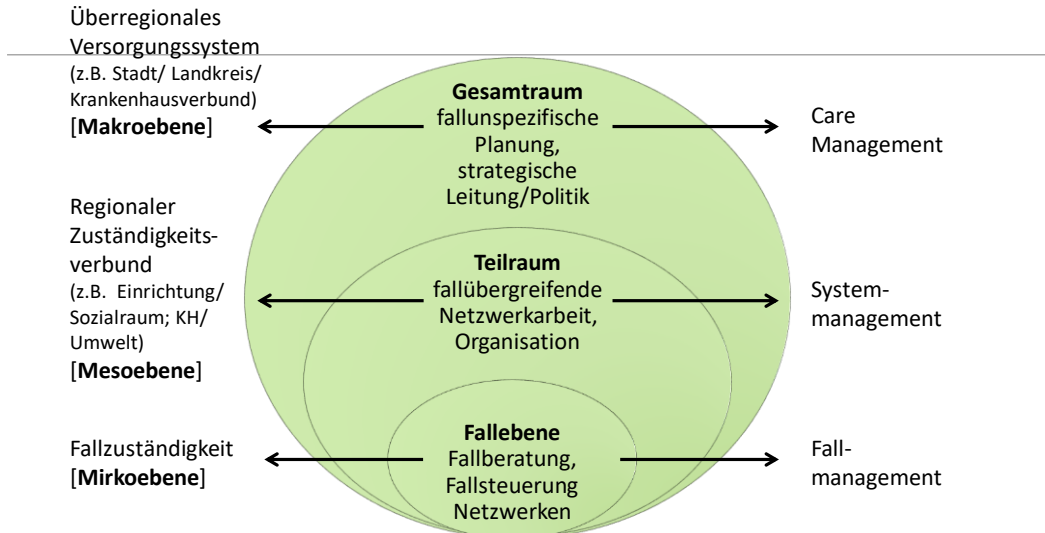 Überregionales
Versorgungssystem
(z.B. Stadt/ Landkreis/
Krankenhausverbund)
[Makroebene]
Gesamtraum
fallunspezifische
Planung,
strategische
Leitung/Politik
Care
Management
Regionaler
Zuständigkeits-
verbund
(z.B. Einrichtung/
Sozialraum; KH/
Umwelt)
[Mesoebene]
Teilraum
fallübergreifende
Netzwerkarbeit,
Organisation
System-
management
Fallzuständigkeit
[Mirkoebene]
Fallebene
Fallberatung,
Fallsteuerung
Netzwerken
Fall-
management